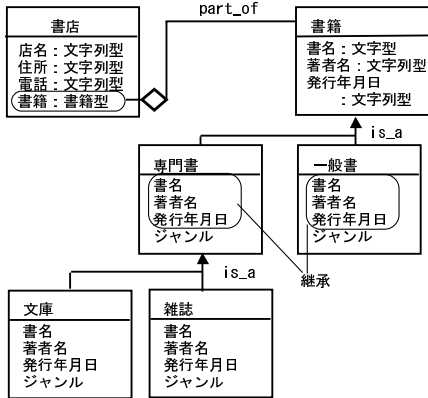 part_of
書店
店名：文字列型
住所：文字列型
電話：文字列型
書籍：書籍型
書籍
書名：文字型
著者名：文字列型
発行年月日
：文字列型
is_a
専門書
書名
著者名
発行年月日
ジャンル
一般書
書名
著者名
発行年月日
ジャンル
継承
is_a
文庫
書名
著者名
発行年月日
ジャンル
雑誌
書名
著者名
発行年月日
ジャンル